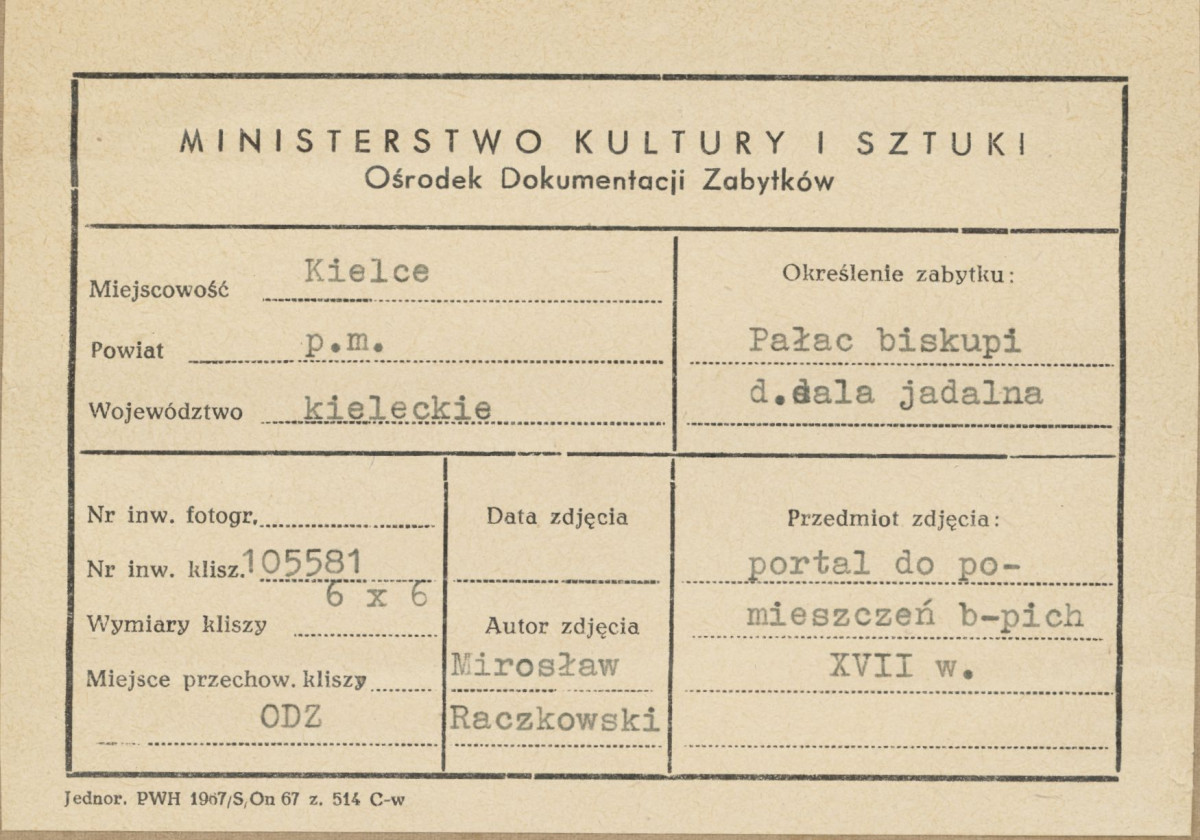 MINISTERSTWO KULTURY I SZTUKI
Ośrodek Dokumentacji Zabytków
Miejscowość Kielce
Powiat p.m.
Województwo kieleckie
Określenie zabytku:
Pałac biskupi
d.sala jadalna
Nr inw. fotogr.
Nr inw. klisz. 105581
Wymiary kliszy 6 x 6
Miejsce przechow. kliszy
ODZ
Data zdjęcia
Autor zdjęcia
Mirosław
Raczkowski
Przedmiot zdjęcia:
portal do po-
mieszczeń b-pich
XVII w.
Jednor. PWH 1967/S/On 67 z. 514 C-w